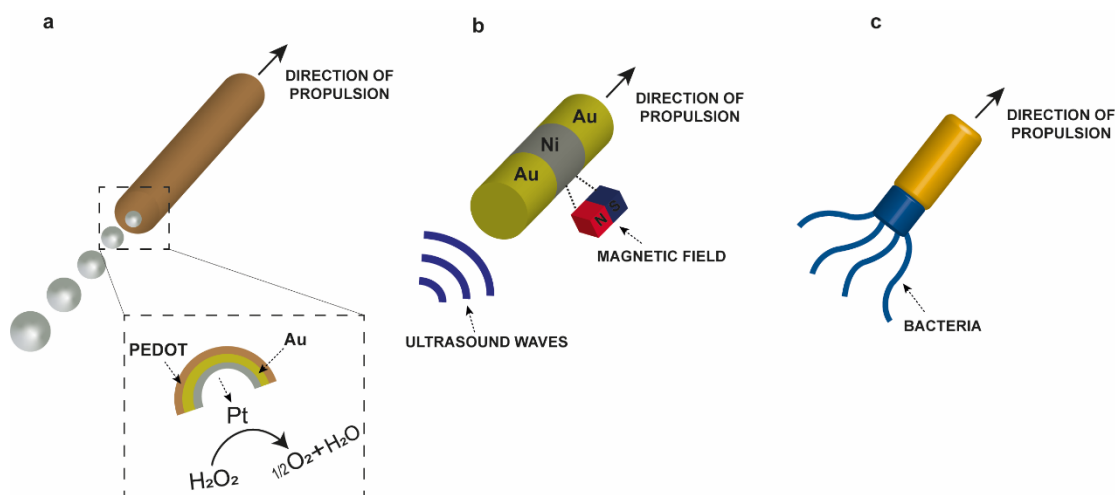 a
DIRECTION OF
PROPULSION
PEDOT
Au
Pt
H₂O₂
1/2O₂+H₂O
b
DIRECTION OF
PROPULSION
Au
Ni
Au
N
S
MAGNETIC FIELD
ULTRASOUND WAVES
c
DIRECTION OF
PROPULSION
BACTERIA